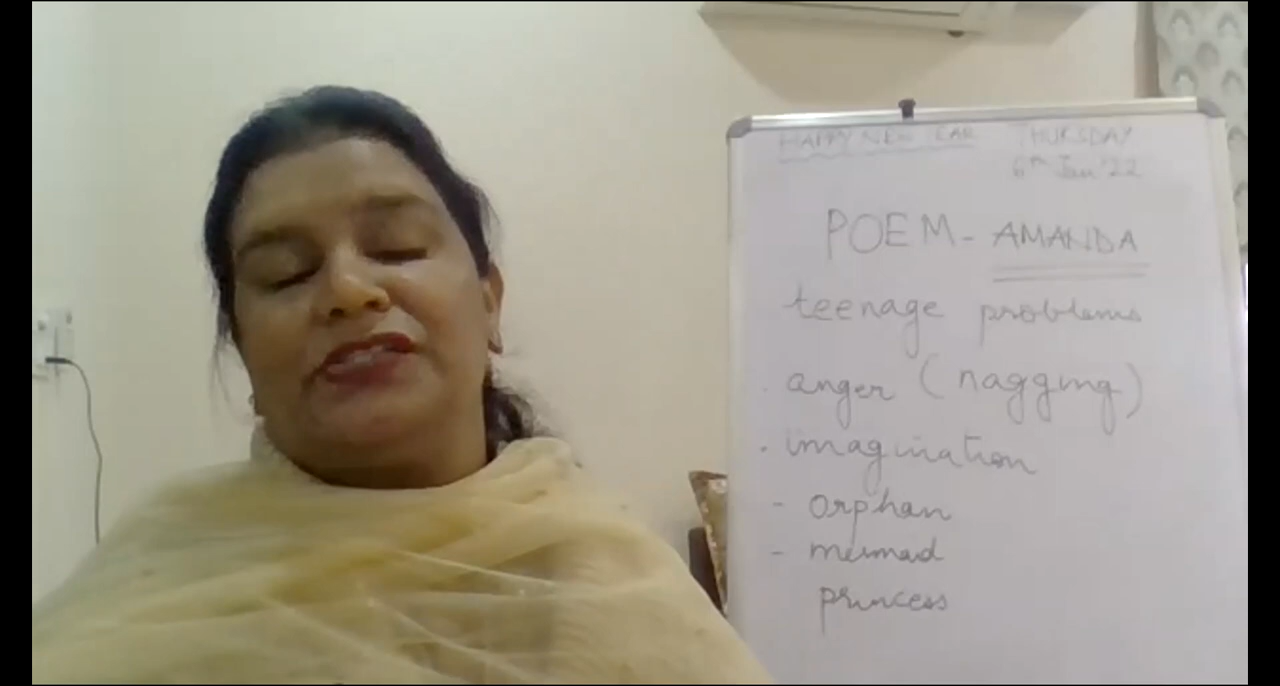 HAPPY NEW EAR THURSDAY
6th Jan '22
POEM - AMANDA
teenage problems
. anger (nagging)
. imagination
- orphan
- mermad
princess